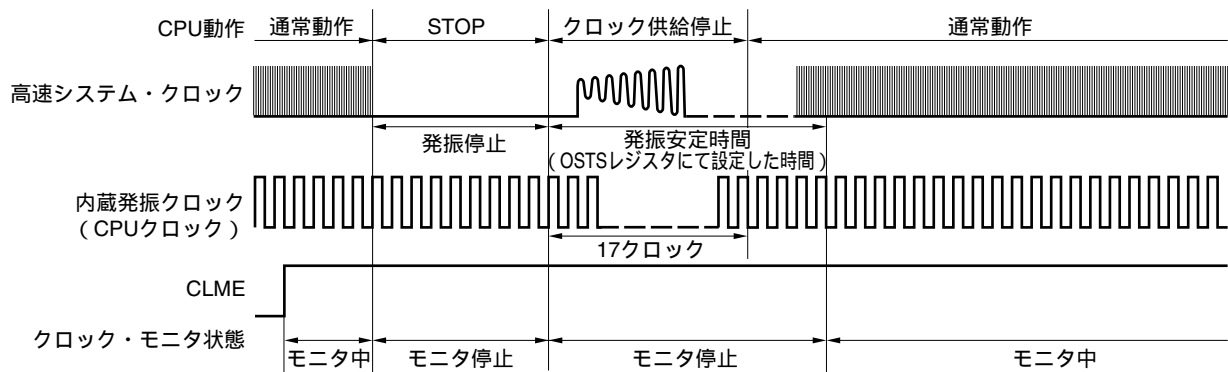 CPU動作
通常動作
STOP
クロック供給停止
通常動作
高速システム・クロック
発振停止
発振安定時間
(OSTSレジスタにて設定した時間)
内蔵発振クロック
(CPUクロック)
17クロック
CLME
クロック・モニタ状態
モニタ中
モニタ停止
モニタ停止
モニタ中